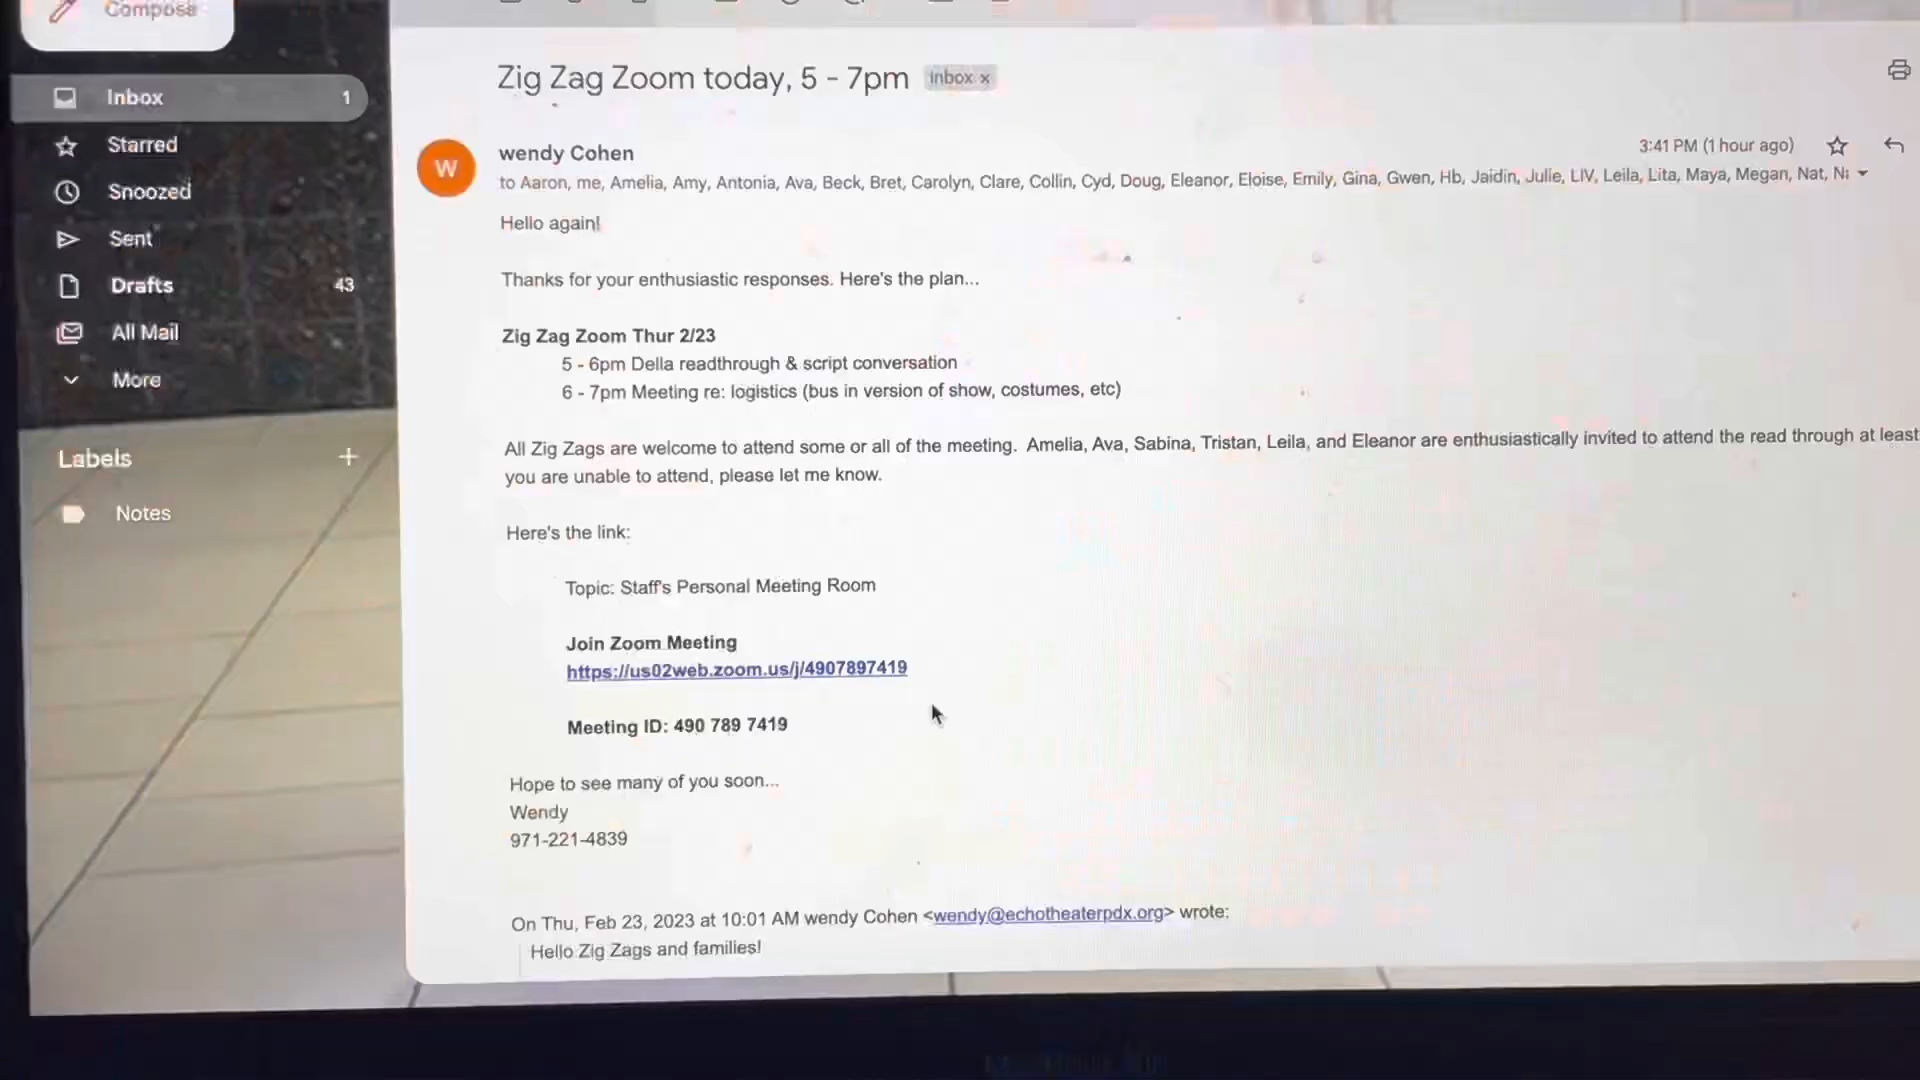 Compose
Inbox 1
Starred
Snoozed
Sent
Drafts 43
All Mail
More
Labels +
Notes
Zig Zag Zoom today, 5 - 7pm Inbox x
W
wendy Cohen 3:41 PM (1 hour ago)
to Aaron, me, Amelia, Amy, Antonia, Ava, Beck, Bret, Carolyn, Clare, Collin, Cyd, Doug, Eleanor, Eloise, Emily, Gina, Gwen, Hb, Jaidin, Julie, LIV, Leila, Lita, Maya, Megan, Nat,
Hello again!
Thanks for your enthusiastic responses. Here's the plan...
Zig Zag Zoom Thur 2/23
5 - 6pm Della readthrough & script conversation
6 - 7pm Meeting re: logistics (bus in version of show, costumes, etc)
All Zig Zags are welcome to attend some or all of the meeting. Amelia, Ava, Sabina, Tristan, Leila, and Eleanor are enthusiastically invited to attend the read through at least
you are unable to attend, please let me know.
Here's the link:
Topic: Staff's Personal Meeting Room
Join Zoom Meeting
https://us02web.zoom.us/j/4907897419
Meeting ID: 490 789 7419
Hope to see many of you soon...
Wendy
971-221-4839
On Thu, Feb 23, 2023 at 10:01 AM wendy Cohen <wendy@echotheaterpdx.org> wrote:
Hello Zig Zags and families!